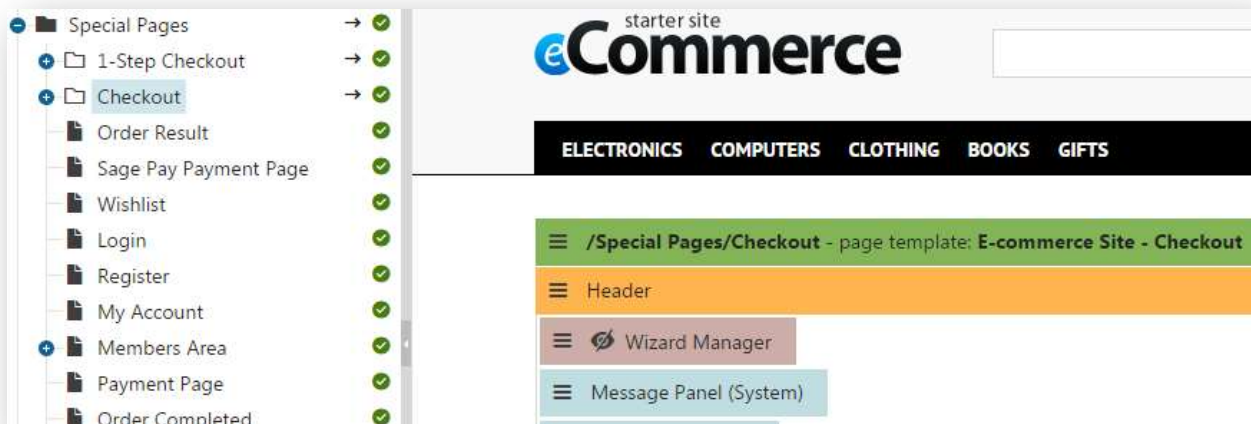 Special Pages
1-Step Checkout
Checkout
Order Result
Sage Pay Payment Page
Wishlist
Login
Register
My Account
Members Area
Payment Page
Order Completed
starter site
eCommerce
ELECTRONICS COMPUTERS CLOTHING BOOKS GIFTS
/Special Pages/Checkout - page template: E-commerce Site - Checkout
Header
Wizard Manager
Message Panel (System)